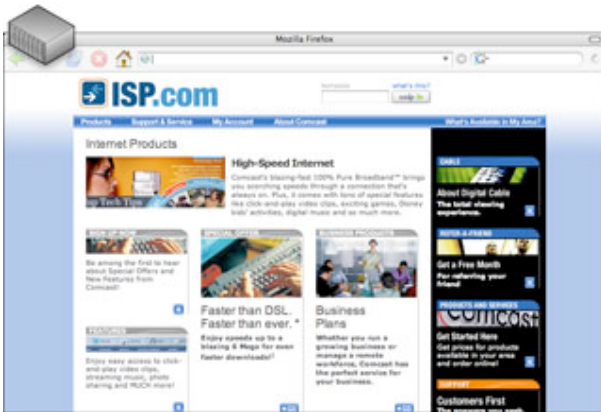 Mozilla Firefox
ISP.com
what's this?
Products Support & Service My Account About Comcast What's Available in My Area?
Internet Products
High-Speed Internet
Comcast's blazing-fast 100% Pure Broadband™ brings
you scorching speeds through a connection that's
always on. Plus, it comes with tons of special features
like click-and-play video clips, exciting games, Disney
kids' activities, digital music and so much more.
Tech Tips
SIGN UP NOW
Be among the first to hear
about Special Offers and
New Features from
Comcast!
FEATURES
Enjoy easy access to click-
and-play video clips,
streaming music, photo
sharing and MUCH more!
SPECIAL OFFER
Faster than DSL.
Faster than ever.*
Enjoy speeds up to a
blazing 6 Megs for even
faster downloads!
BUSINESS PRODUCTS
Business
Plans
Whether you run a
growing business or
manage a remote
workforce, Comcast has
the perfect service for
your business.
CABLE
About Digital Cable
The total viewing
experience.
REFER-A-FRIEND
Get a Free Month
For referring your
friend
PRODUCTS AND SERVICES
Comcast
Get Started Here
Get prices for products
available in your area
and order online!
SUPPORT
Customers First